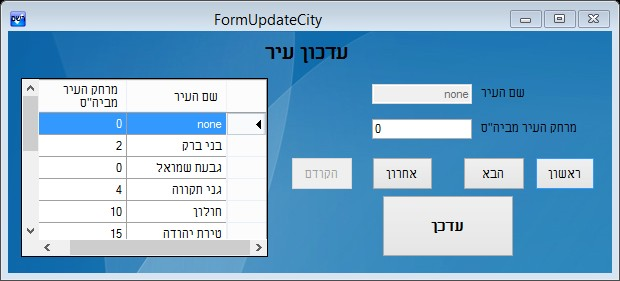 FormUpdateCity
עדכון עיר
שם העיר none
מרחק העיר מביה"ס 0
ראשון הבא אחרון הקודם
עדכן
שם העיר מרחק העיר מביה"ס
none 0
בני ברק 2
גבעת שמואל 0
גני תקווה 4
חולון 10
טירת יהודה 15